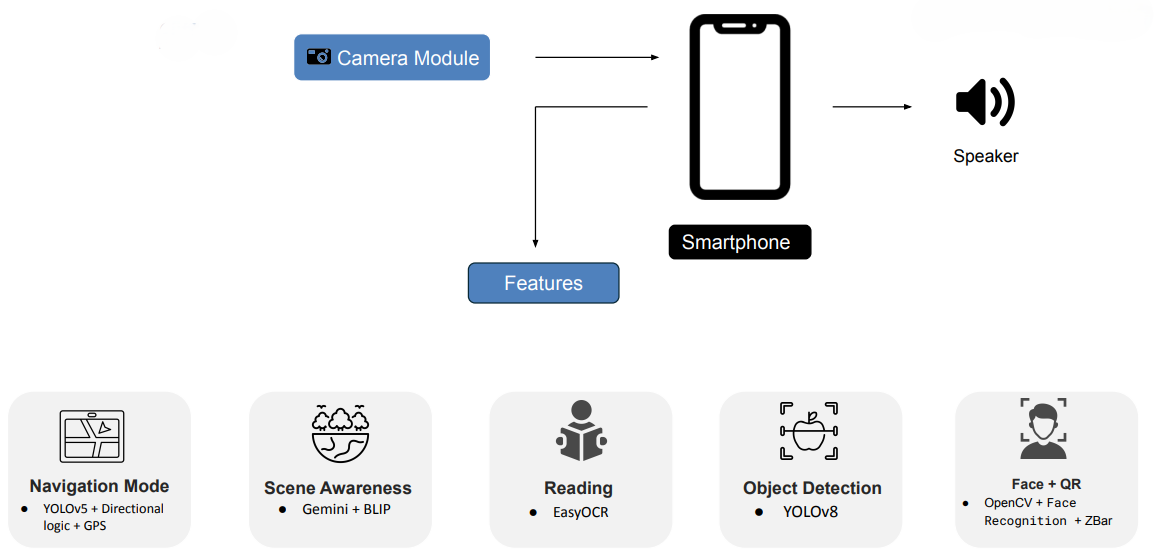 Camera Module
Speaker
Smartphone
Features
Navigation Mode
● YOLOv5 + Directional
logic + GPS
Scene Awareness
● Gemini + BLIP
Reading
● EasyOCR
Object Detection
● YOLOv8
Face + QR
● OpenCV + Face
Recognition + ZBar